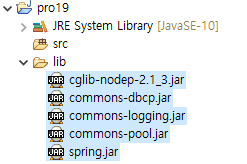 pro19
JRE System Library [JavaSE-10]
src
lib
cglib-nodep-2.1_3.jar
commons-dbcp.jar
commons-logging.jar
commons-pool.jar
spring.jar